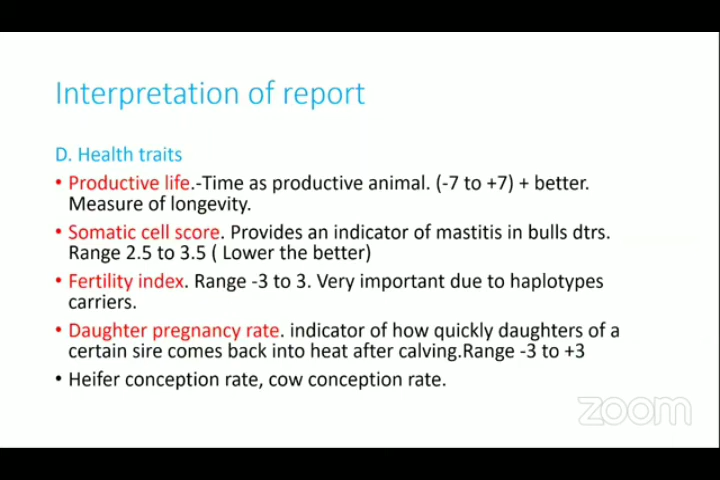 Interpretation of report
D. Health traits
• Productive life.-Time as productive animal. (-7 to +7) + better.
Measure of longevity.
• Somatic cell score. Provides an indicator of mastitis in bulls dtrs.
Range 2.5 to 3.5 ( Lower the better)
• Fertility index. Range -3 to 3. Very important due to haplotypes
carriers.
• Daughter pregnancy rate. indicator of how quickly daughters of a
certain sire comes back into heat after calving.Range -3 to +3
• Heifer conception rate, cow conception rate.
zoom